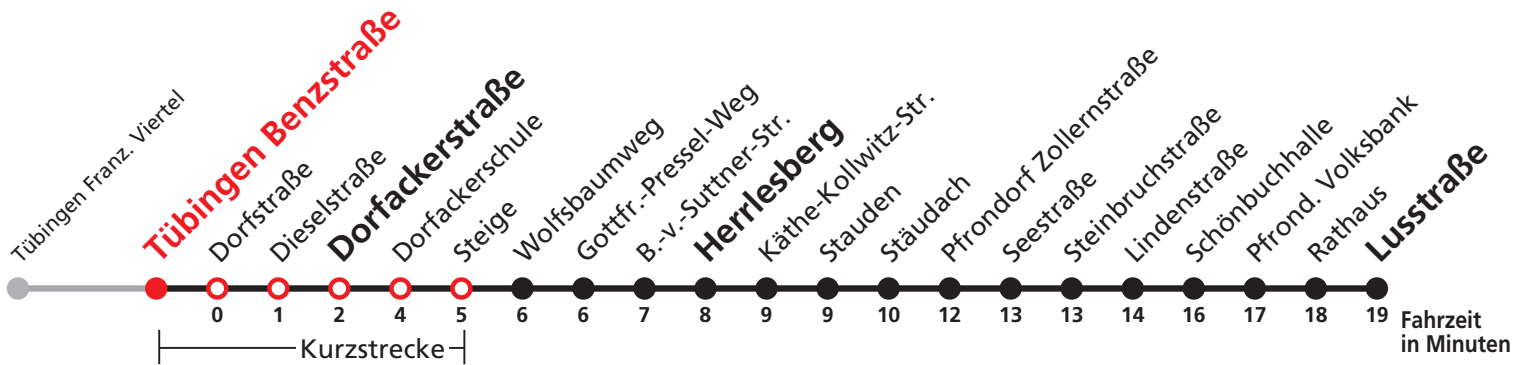 Tübingen Franz. Viertel
Tübingen Benzstraße
Dorfstraße
Dieselstraße
Dorfackerstraße
Dorfackerschule
Steige
Wolfsbaumweg
Gottfr.-Pressel-Weg
B.-v.-Suttner-Str.
Herrlesberg
Käthe-Kollwitz-Str.
Stauden
Stäudach
Pfrondorf Zollernstraße
Seestraße
Steinbruchstraße
Lindenstraße
Schönbuchhalle
Pfrond. Volksbank
Rathaus
Lusstraße
0 1 2 4 5 6 6 7 8 9 9 10 12 13 13 14 16 17 18 19
Fahrzeit
in Minuten
Kurzstrecke